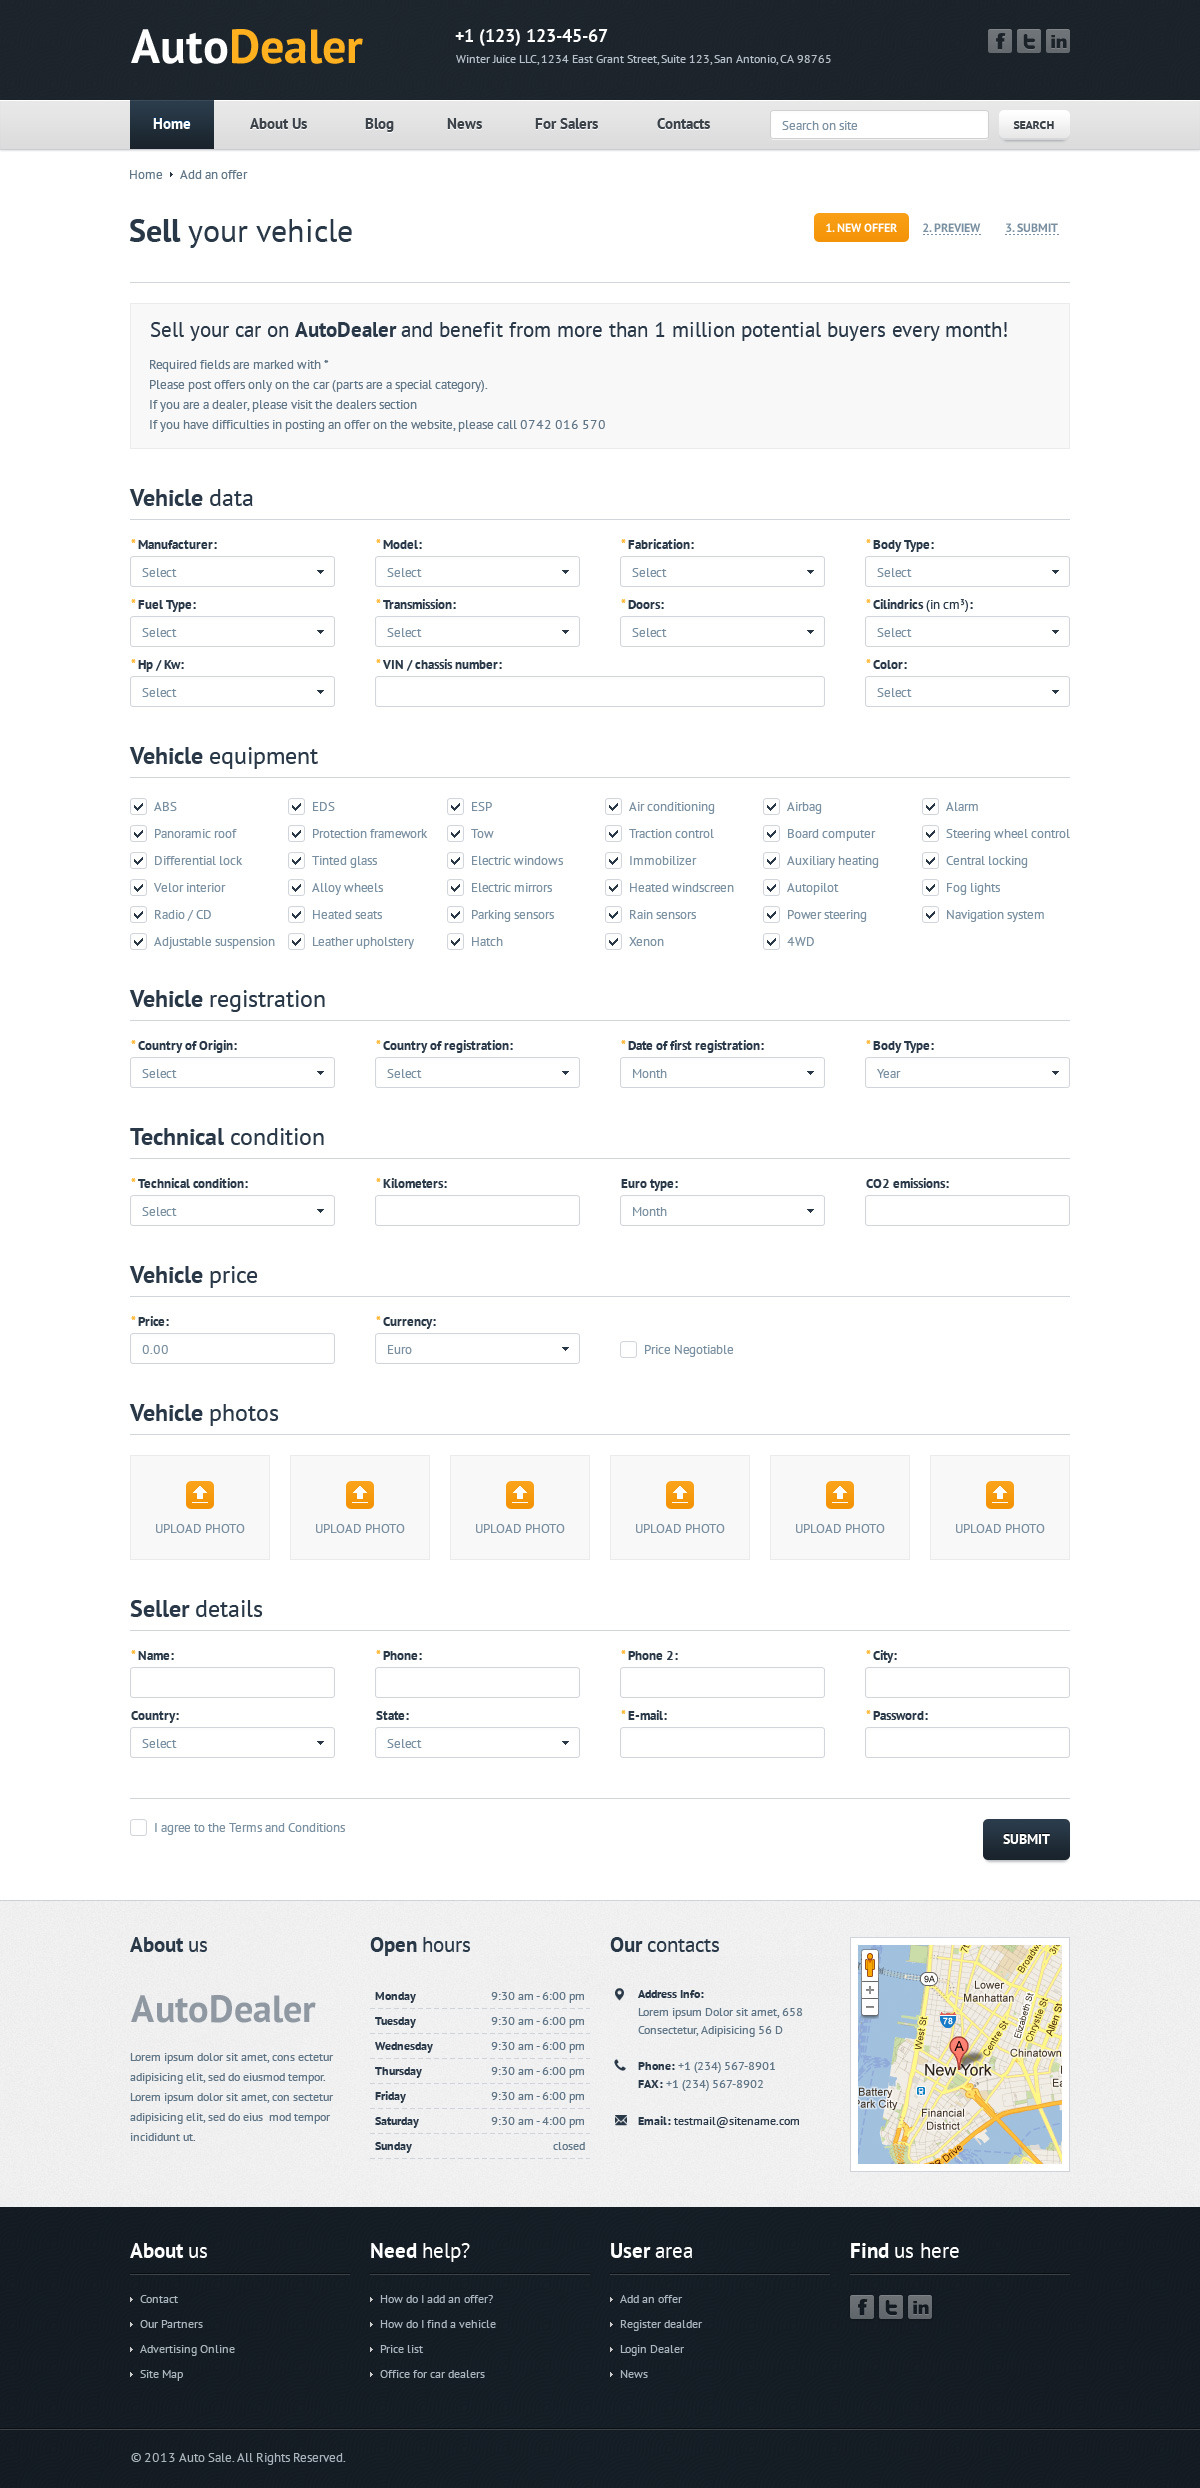 AutoDealer
+1 (123) 123-45-67
Winter Juice LLC, 1234 East Grant Street, Suite 123, San Antonio, CA 98765
Home About Us Blog News For Salers Contacts Search on site SEARCH
Home Add an offer
Sell your vehicle
1. NEW OFFER 2. PREVIEW 3. SUBMIT
Sell your car on AutoDealer and benefit from more than 1 million potential buyers every month!
Required fields are marked with *
Please post offers only on the car (parts are a special category).
If you are a dealer, please visit the dealers section
If you have difficulties in posting an offer on the website, please call 0742 016 570
Vehicle data
* Manufacturer: * Model: * Fabrication: * Body Type:
Select Select Select Select
* Fuel Type: * Transmission: * Doors: * Cilindrics (in cm³):
Select Select Select Select
* Hp / Kw: * VIN / chassis number: * Color:
Select Select
Vehicle equipment
ABS EDS ESP Air conditioning Airbag Alarm
Panoramic roof Protection framework Tow Traction control Board computer Steering wheel control
Differential lock Tinted glass Electric windows Immobilizer Auxiliary heating Central locking
Velor interior Alloy wheels Electric mirrors Heated windscreen Autopilot Fog lights
Radio / CD Heated seats Parking sensors Rain sensors Power steering Navigation system
Adjustable suspension Leather upholstery Hatch Xenon 4WD
Vehicle registration
* Country of Origin: * Country of registration: * Date of first registration: * Body Type:
Select Select Month Year
Technical condition
* Technical condition: * Kilometers: Euro type: CO2 emissions:
Select Month
Vehicle price
* Price: * Currency:
0.00 Euro Price Negotiable
Vehicle photos
UPLOAD PHOTO UPLOAD PHOTO UPLOAD PHOTO UPLOAD PHOTO UPLOAD PHOTO UPLOAD PHOTO
Seller details
* Name: * Phone: * Phone 2: * City:
Country: State: * E-mail: * Password:
Select Select
I agree to the Terms and Conditions
SUBMIT
About us
AutoDealer
Lorem ipsum dolor sit amet, cons ectetur
adipisicing elit, sed do eiusmod tempor.
Lorem ipsum dolor sit amet, con sectetur
adipisicing elit, sed do eius mod tempor
incididunt ut.
Open hours
Monday 9:30 am - 6:00 pm
Tuesday 9:30 am - 6:00 pm
Wednesday 9:30 am - 6:00 pm
Thursday 9:30 am - 6:00 pm
Friday 9:30 am - 6:00 pm
Saturday 9:30 am - 4:00 pm
Sunday closed
Our contacts
Address Info:
Lorem ipsum Dolor sit amet, 658
Consectetur, Adipisicing 56 D
Phone: +1 (234) 567-8901
FAX: +1 (234) 567-8902
Email: testmail@sitename.com
9A
Lower
Manhattan
78
West St
Centre St
Elizabeth St
Chrystie St
Allen St
A
Chinatown
New York
Battery
Park City
Financial
District
About us
Contact
Our Partners
Advertising Online
Site Map
Need help?
How do I add an offer?
How do I find a vehicle
Price list
Office for car dealers
User area
Add an offer
Register dealder
Login Dealer
News
Find us here
© 2013 Auto Sale. All Rights Reserved.